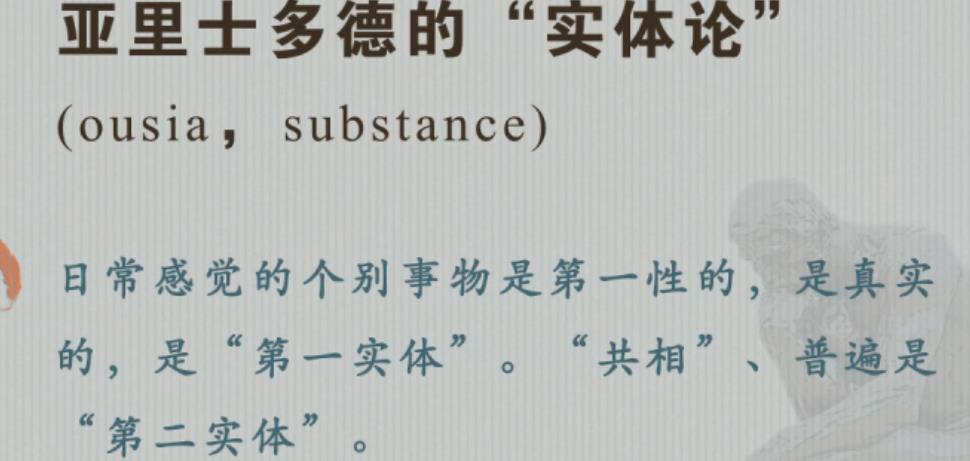 亚里士多德的“实体论”
(ousia， substance)
日常感觉的个别事物是第一性的，是真实
的，是“第一实体”。“共相”、普遍是
“第二实体”。